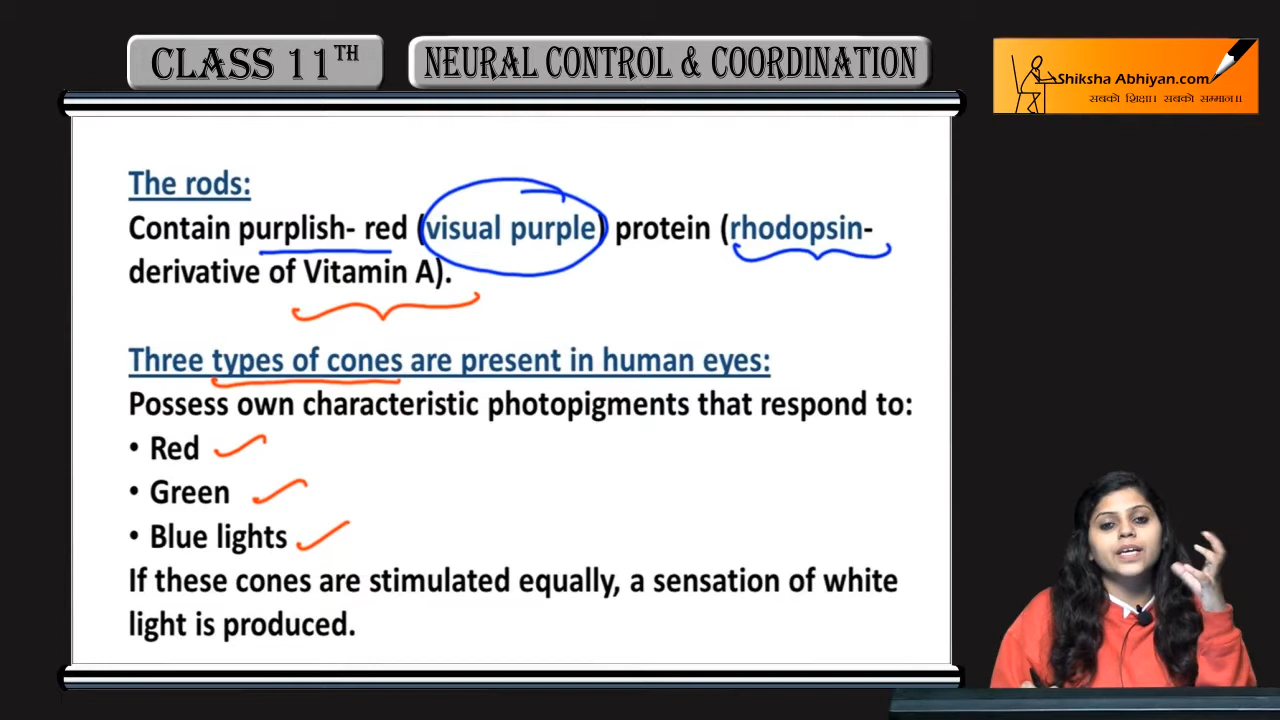 CLASS 11TH
NEURAL CONTROL & COORDINATION
Shiksha Abhiyan.com
सबको शिक्षा। सबको सम्मान।।
The rods:
Contain purplish- red (visual purple) protein (rhodopsin-
derivative of Vitamin A).
Three types of cones are present in human eyes:
Possess own characteristic photopigments that respond to:
• Red
• Green
• Blue lights
If these cones are stimulated equally, a sensation of white
light is produced.